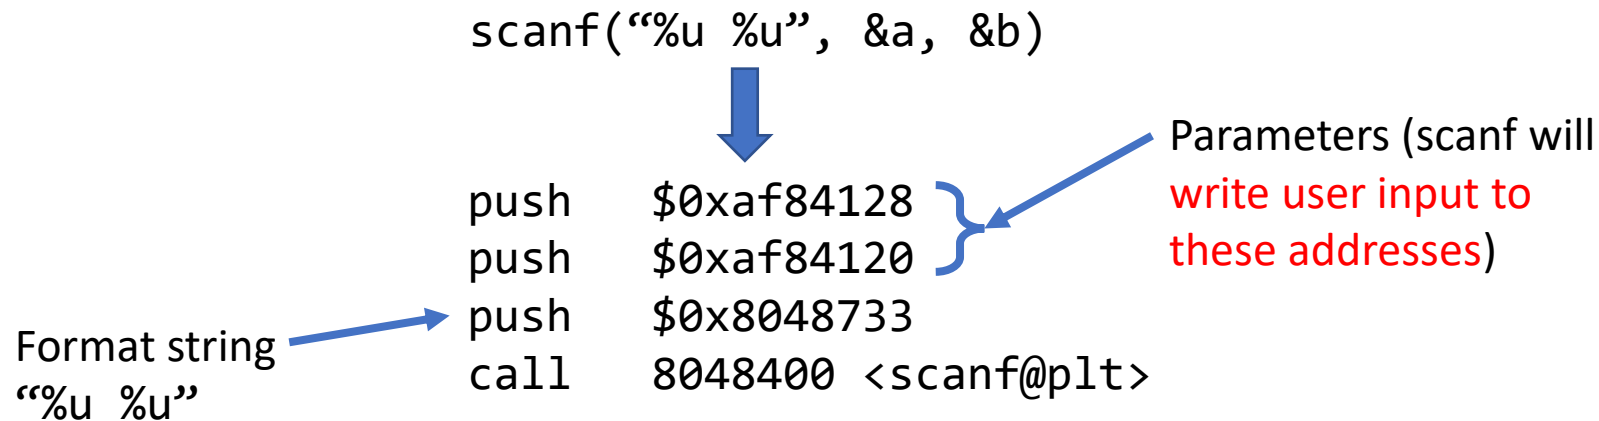 scanf(“%u %u”, &a, &b)
Parameters (scanf will
write user input to
these addresses)
push $0xaf84128
push $0xaf84120
push $0x8048733
call 8048400 <scanf@plt>
Format string
“%u %u”